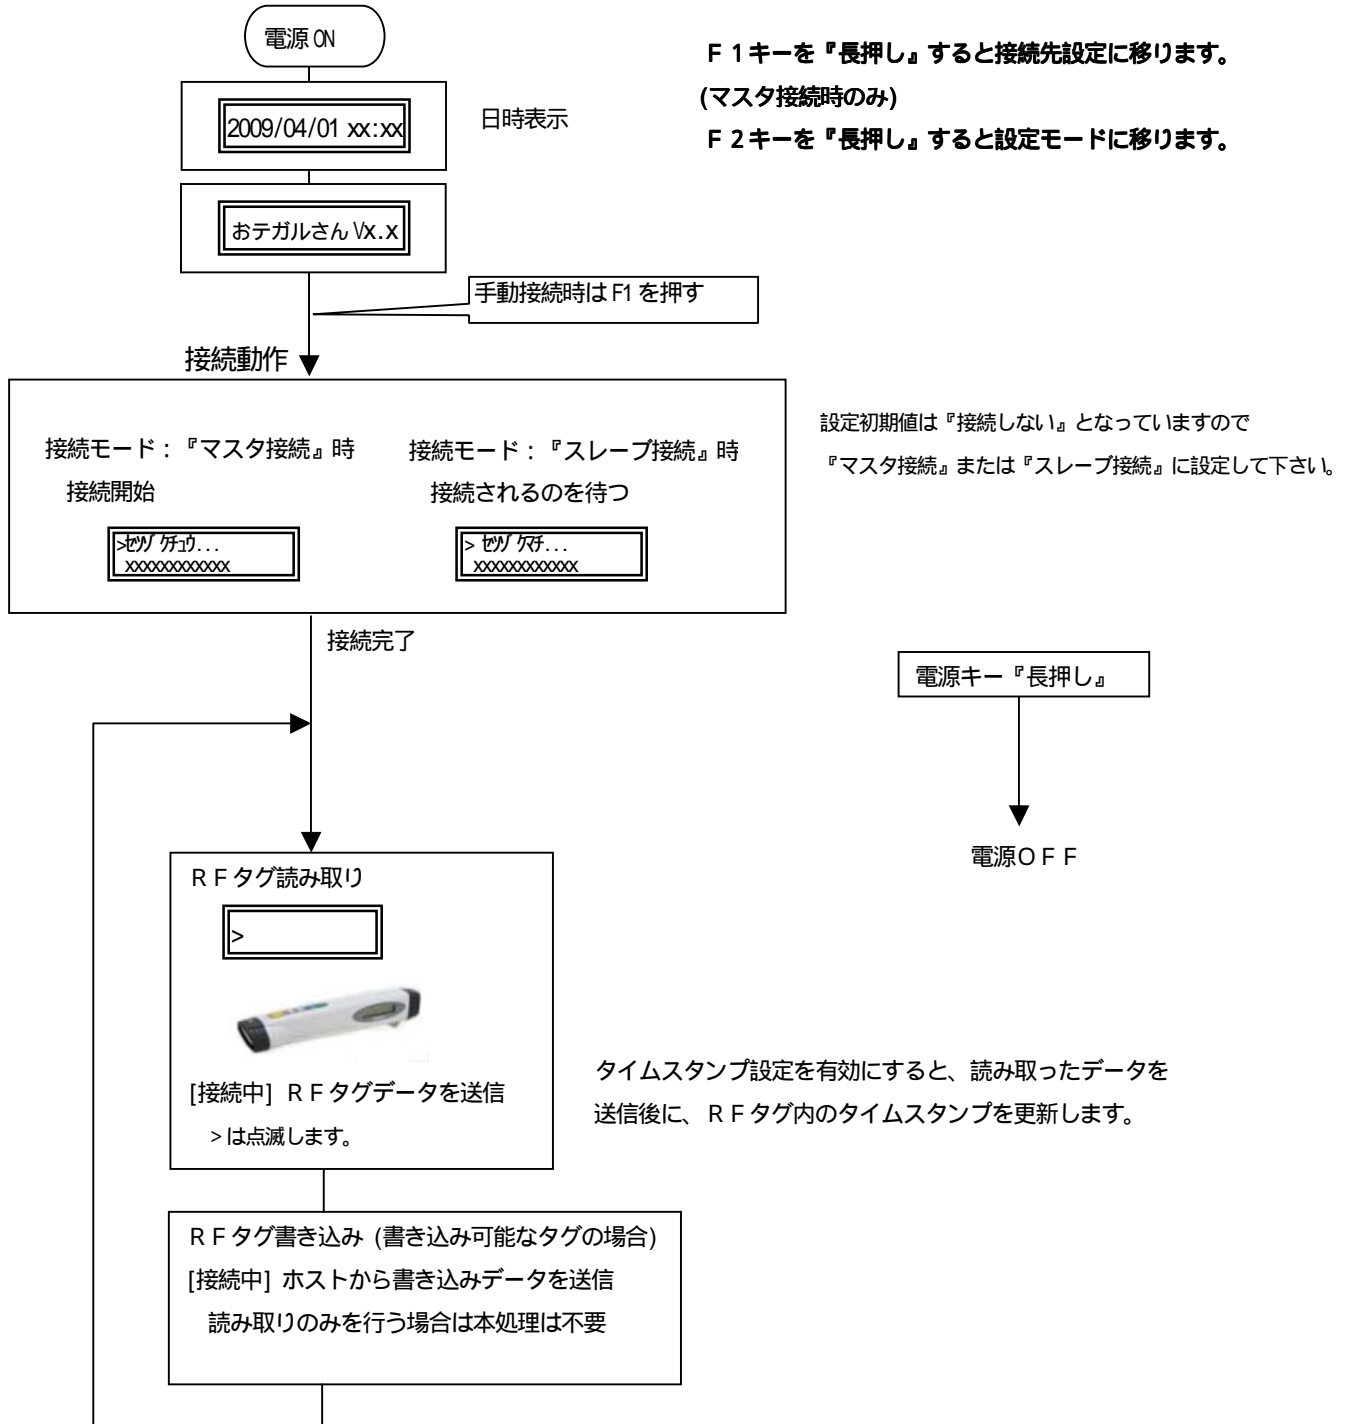 電源 ON
F 1キーを『長押し』すると接続先設定に移ります。
(マスタ接続時のみ)
F 2キーを『長押し』すると設定モードに移ります。
2009/04/01 xx:xx
日時表示
おテガルさん Vx.x
手動接続時は F1 を押す
接続動作
接続モード：『マスタ接続』時
接続開始
>ｾﾂｿﾞｸﾁｭｳ...
xxxxxxxxxxxx
接続モード：『スレーブ接続』時
接続されるのを待つ
> ｾﾂｿﾞｸﾏﾁ...
xxxxxxxxxxxx
設定初期値は『接続しない』となっていますので
『マスタ接続』または『スレーブ接続』に設定して下さい。
接続完了
電源キー『長押し』
電源ＯＦＦ
ＲＦタグ読み取り
>
[接続中] ＲＦタグデータを送信
>は点滅します。
タイムスタンプ設定を有効にすると、読み取ったデータを
送信後に、ＲＦタグ内のタイムスタンプを更新します。
ＲＦタグ書き込み (書き込み可能なタグの場合)
[接続中] ホストから書き込みデータを送信
読み取りのみを行う場合は本処理は不要